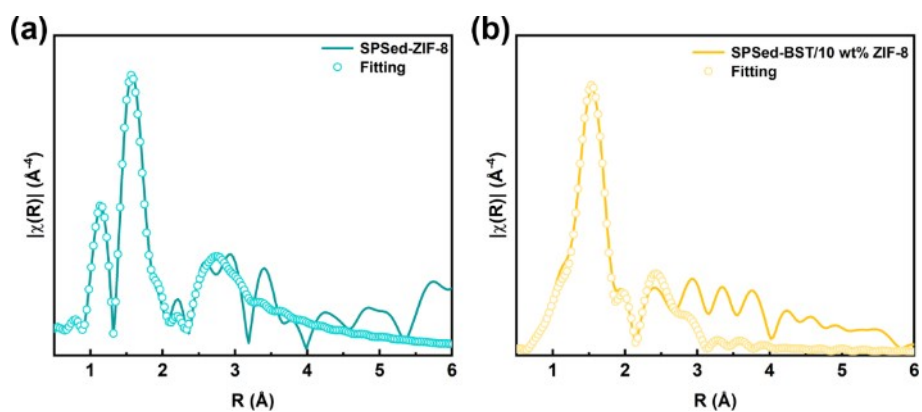 (a)
SPSed-ZIF-8
Fitting
|χ(R)| (Å⁻⁴)
1 2 3 4 5 6
R (Å)
(b)
SPSed-BST/10 wt% ZIF-8
Fitting
|χ(R)| (Å⁻⁴)
1 2 3 4 5 6
R (Å)